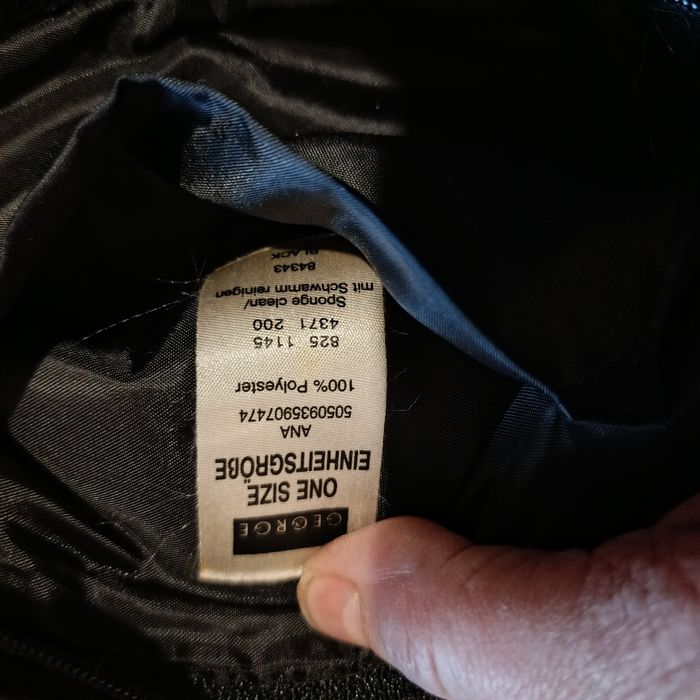 GEORGE
ONE SIZE
EINHEITSGRÖßE
ANA
5050935907474
100% Polyester
825 1145
4371 200
Sponge clean/
mit Schwamm reinigen
84343
BLACK